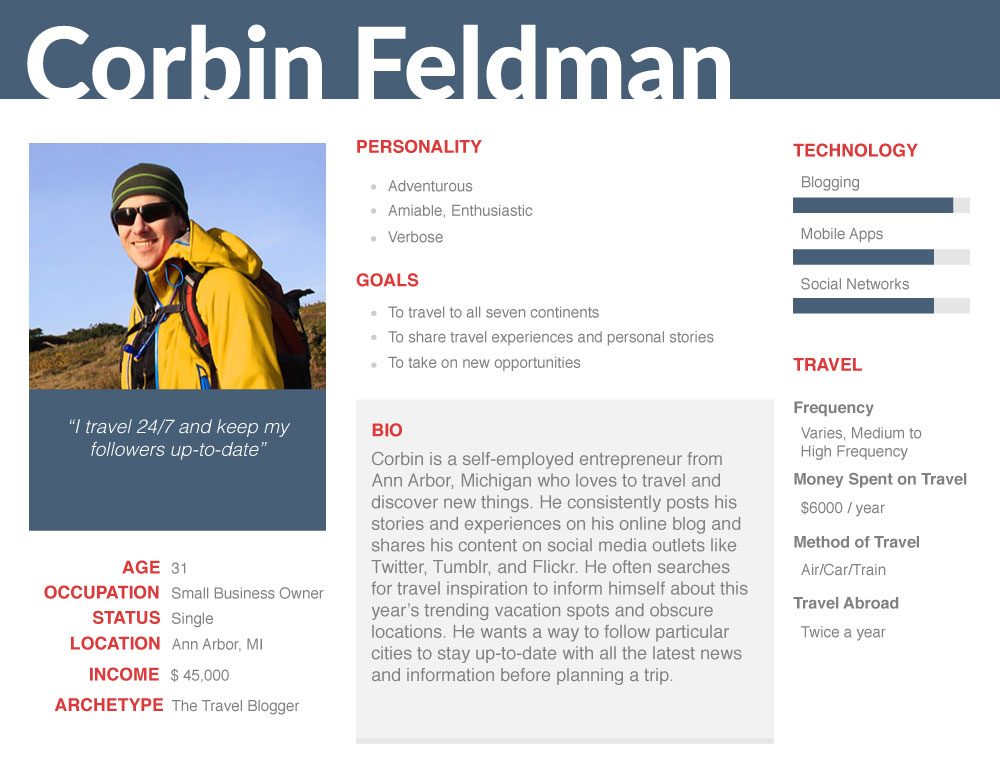 Corbin Feldman
“I travel 24/7 and keep my
followers up-to-date”
AGE 31
OCCUPATION Small Business Owner
STATUS Single
LOCATION Ann Arbor, MI
INCOME $ 45,000
ARCHETYPE The Travel Blogger
PERSONALITY
Adventurous
Amiable, Enthusiastic
Verbose
GOALS
To travel to all seven continents
To share travel experiences and personal stories
To take on new opportunities
BIO
Corbin is a self-employed entrepreneur from
Ann Arbor, Michigan who loves to travel and
discover new things. He consistently posts his
stories and experiences on his online blog and
shares his content on social media outlets like
Twitter, Tumblr, and Flickr. He often searches
for travel inspiration to inform himself about this
year’s trending vacation spots and obscure
locations. He wants a way to follow particular
cities to stay up-to-date with all the latest news
and information before planning a trip.
TECHNOLOGY
Blogging
Mobile Apps
Social Networks
TRAVEL
Frequency
Varies, Medium to
High Frequency
Money Spent on Travel
$6000 / year
Method of Travel
Air/Car/Train
Travel Abroad
Twice a year